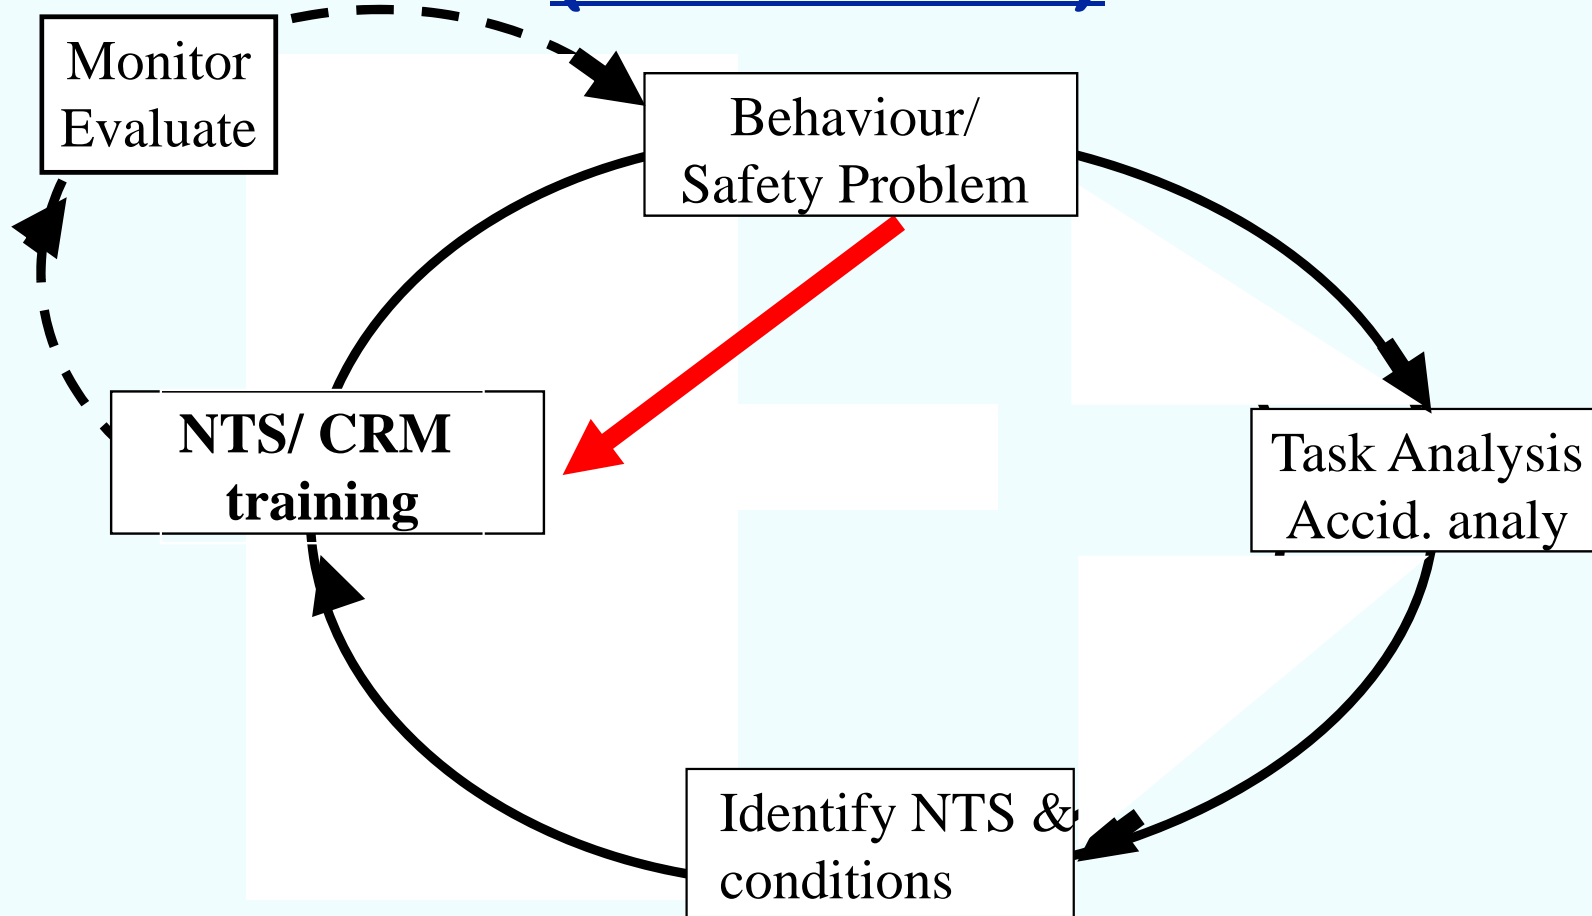 Monitor
Evaluate
Behaviour/
Safety Problem
NTS/ CRM
training
Task Analysis
Accid. analy
Identify NTS &
conditions